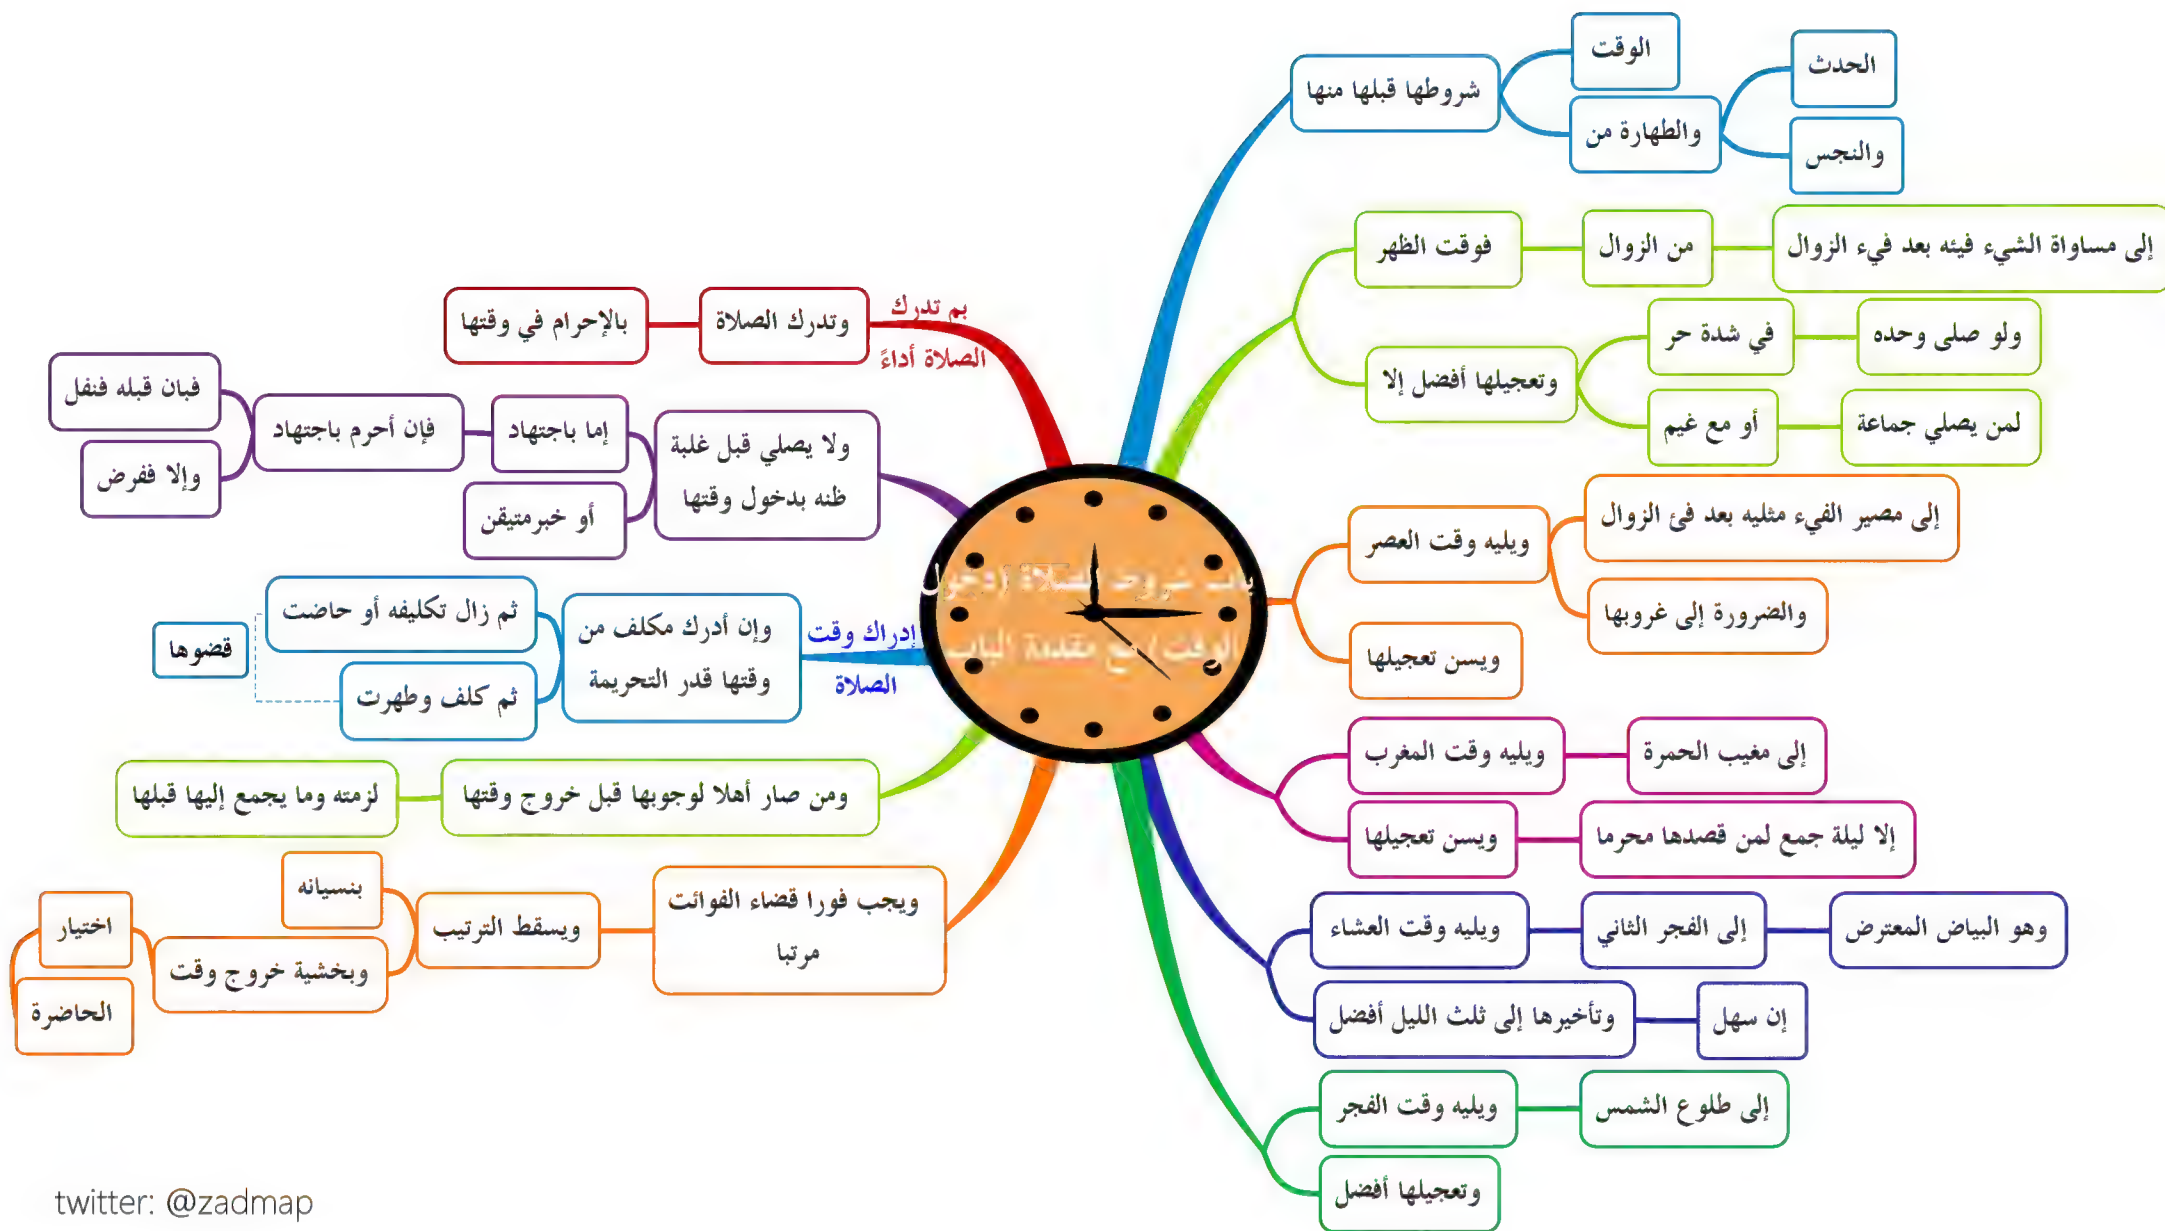 باب شروط الصلاة (دخول
الوقت) مع مقدمة الباب
شروطها قبلها منها
الوقت
والطهارة من
الحدث
والنجس
فوقت الظهر
من الزوال
إلى مساواة الشيء فيئه بعد فيء الزوال
وتعجيلها أفضل إلا
في شدة حر
ولو صلى وحده
أو مع غيم
لمن يصلي جماعة
ويليه وقت العصر
إلى مصير الفيء مثليه بعد فئ الزوال
والضرورة إلى غروبها
ويسن تعجيلها
ويليه وقت المغرب
إلى مغيب الحمرة
ويسن تعجيلها
إلا ليلة جمع لمن قصدها محرما
ويليه وقت العشاء
إلى الفجر الثاني
وهو البياض المعترض
وتأخيرها إلى ثلث الليل أفضل
إن سهل
ويليه وقت الفجر
إلى طلوع الشمس
وتعجيلها أفضل
بم تدرك
الصلاة أداءً
وتدرك الصلاة
بالإحرام في وقتها
ولا يصلي قبل غلبة
ظنه بدخول وقتها
إما باجتهاد
فإن أحرم باجتهاد
فبان قبله فنفل
وإلا ففرض
أو خبرمتيقن
إدراك وقت
الصلاة
وإن أدرك مكلف من
وقتها قدر التحريمة
ثم زال تكليفه أو حاضت
ثم كلف وطهرت
قضوها
ومن صار أهلا لوجوبها قبل خروج وقتها
لزمته وما يجمع إليها قبلها
ويجب فورا قضاء الفوائت
مرتبا
ويسقط الترتيب
بنسيانه
وبخشية خروج وقت
اختيار
الحاضرة
twitter: @zadmap